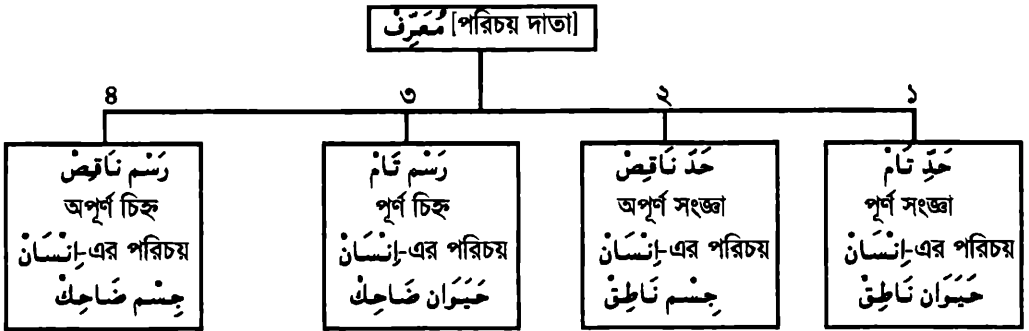 مُعَرِّفْ [পরিচয় দাতা]
৪ ৩ ২ ১
رَسْم نَاقِصْ
অপূর্ণ চিহ্ন
اِنْسَانْ-এর পরিচয়
جِسْم ضَاحِكْ
رَسْم تَامْ
পূর্ণ চিহ্ন
اِنْسَانْ-এর পরিচয়
حَيَوَان ضَاحِكْ
حَدّ نَاقِصْ
অপূর্ণ সংজ্ঞা
اِنْسَانْ-এর পরিচয়
جِسْم نَاطِقْ
حَدِّ تَامْ
পূর্ণ সংজ্ঞা
اِنْسَانْ-এর পরিচয়
حَيَوَان نَاطِقْ